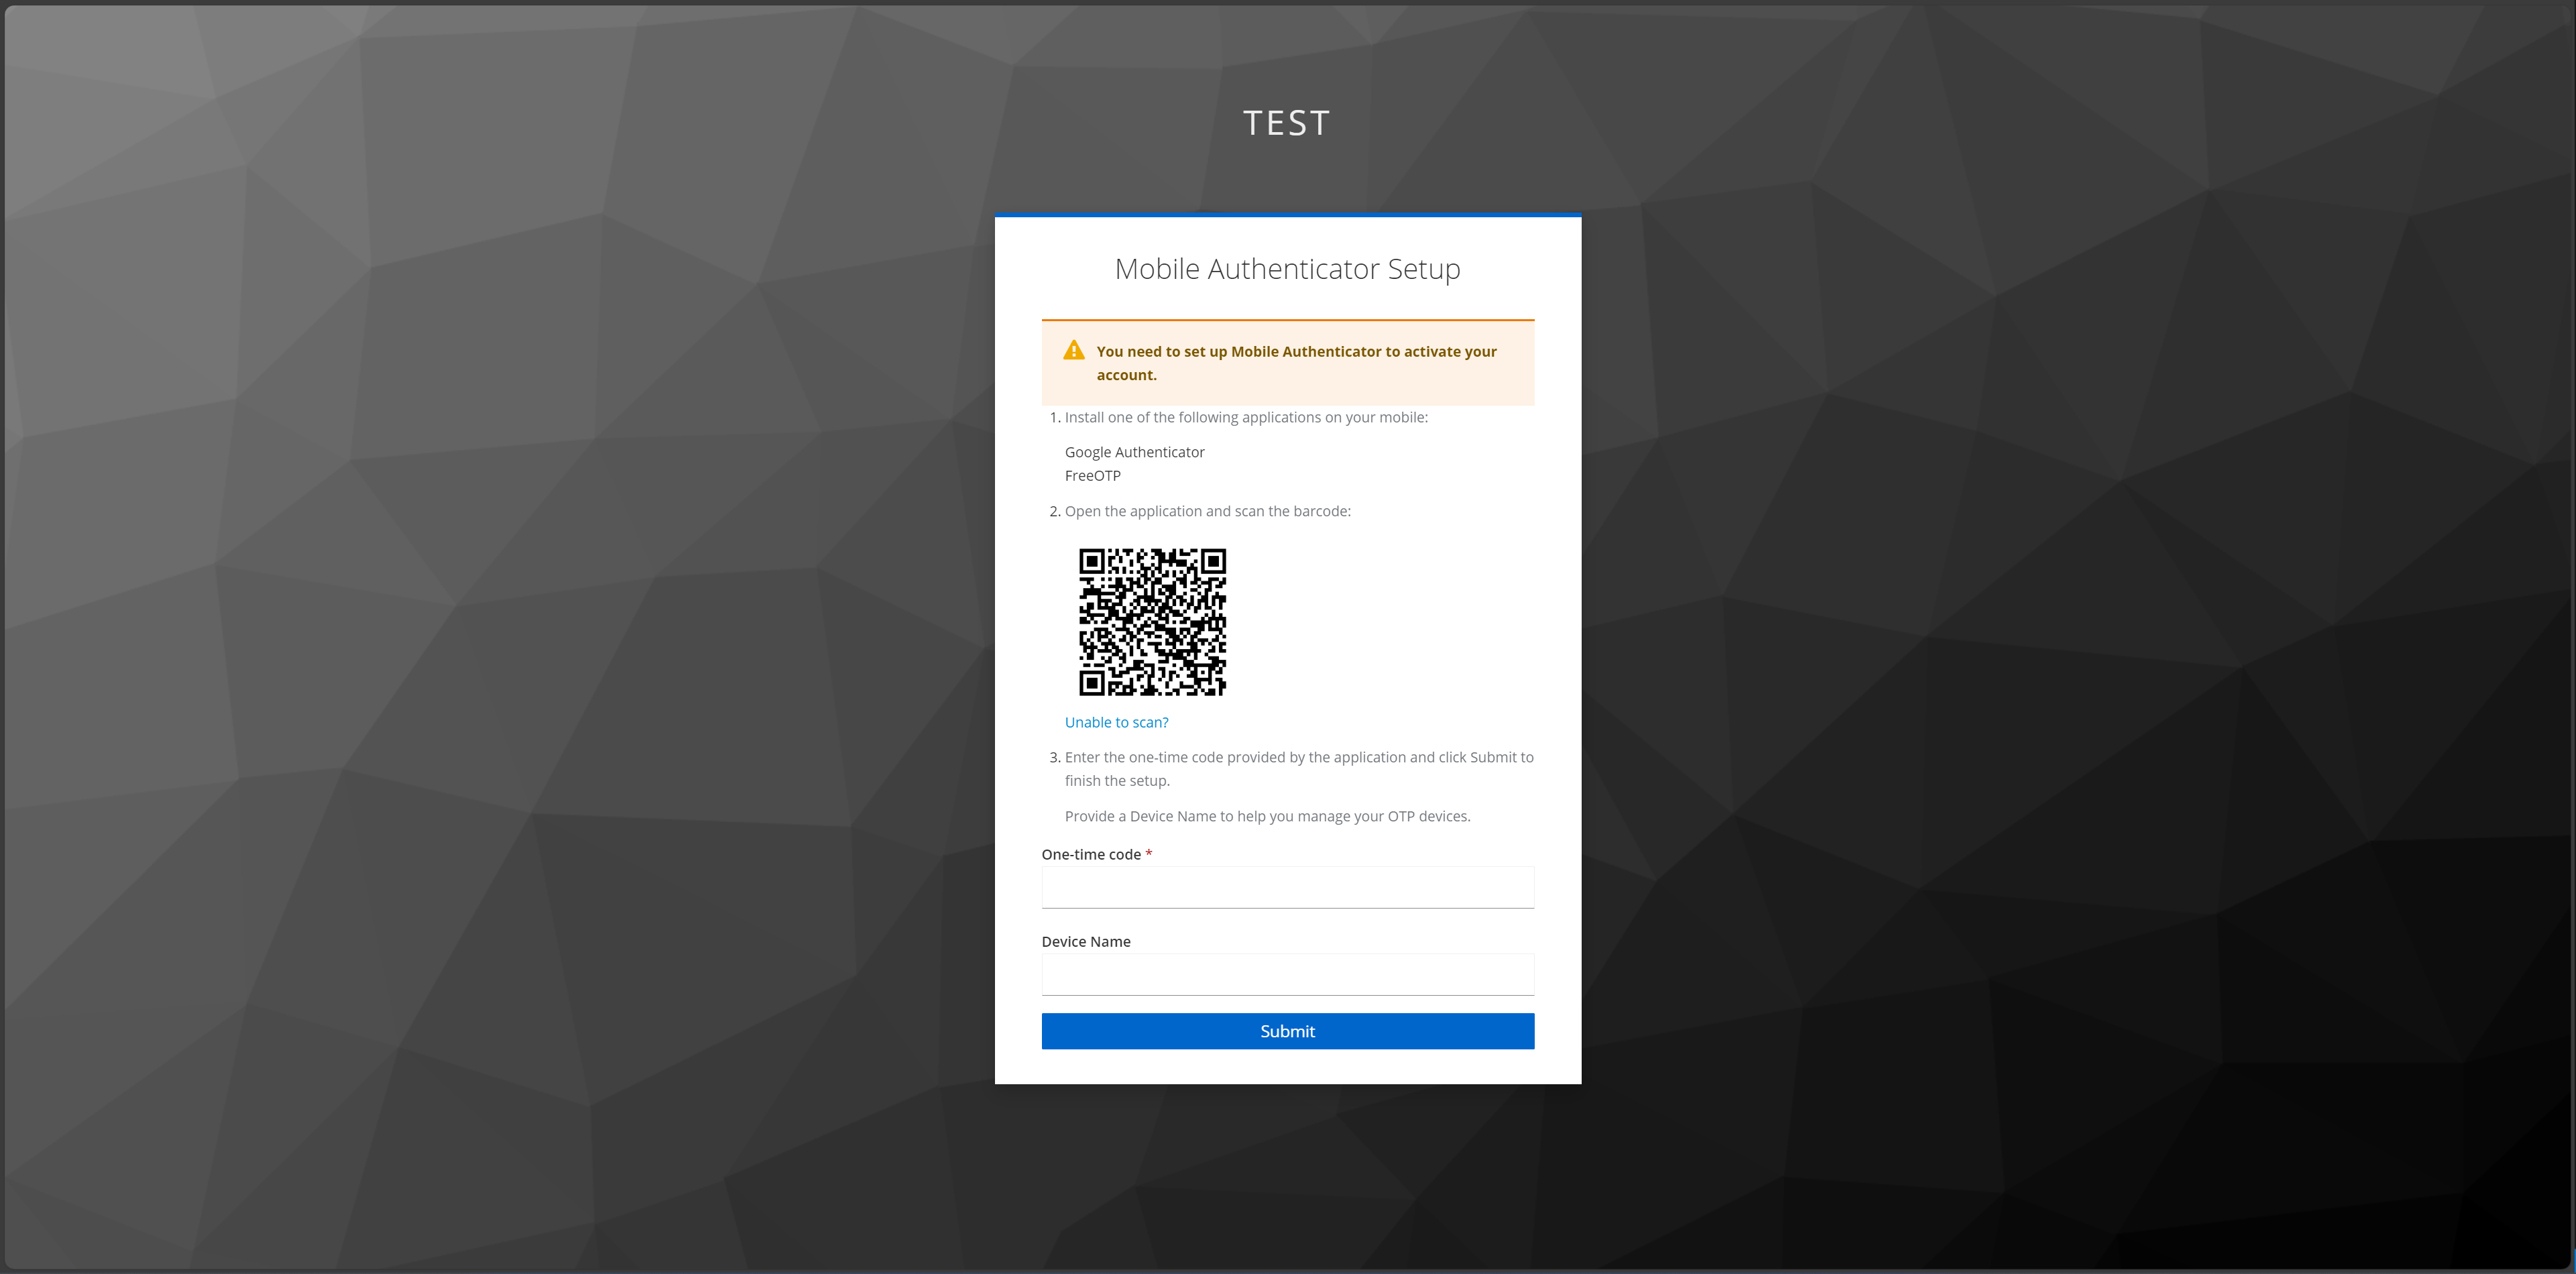 TEST
Mobile Authenticator Setup
You need to set up Mobile Authenticator to activate your
account.
1. Install one of the following applications on your mobile:
Google Authenticator
FreeOTP
2. Open the application and scan the barcode:
Unable to scan?
3. Enter the one-time code provided by the application and click Submit to
finish the setup.
Provide a Device Name to help you manage your OTP devices.
One-time code *
Device Name
Submit